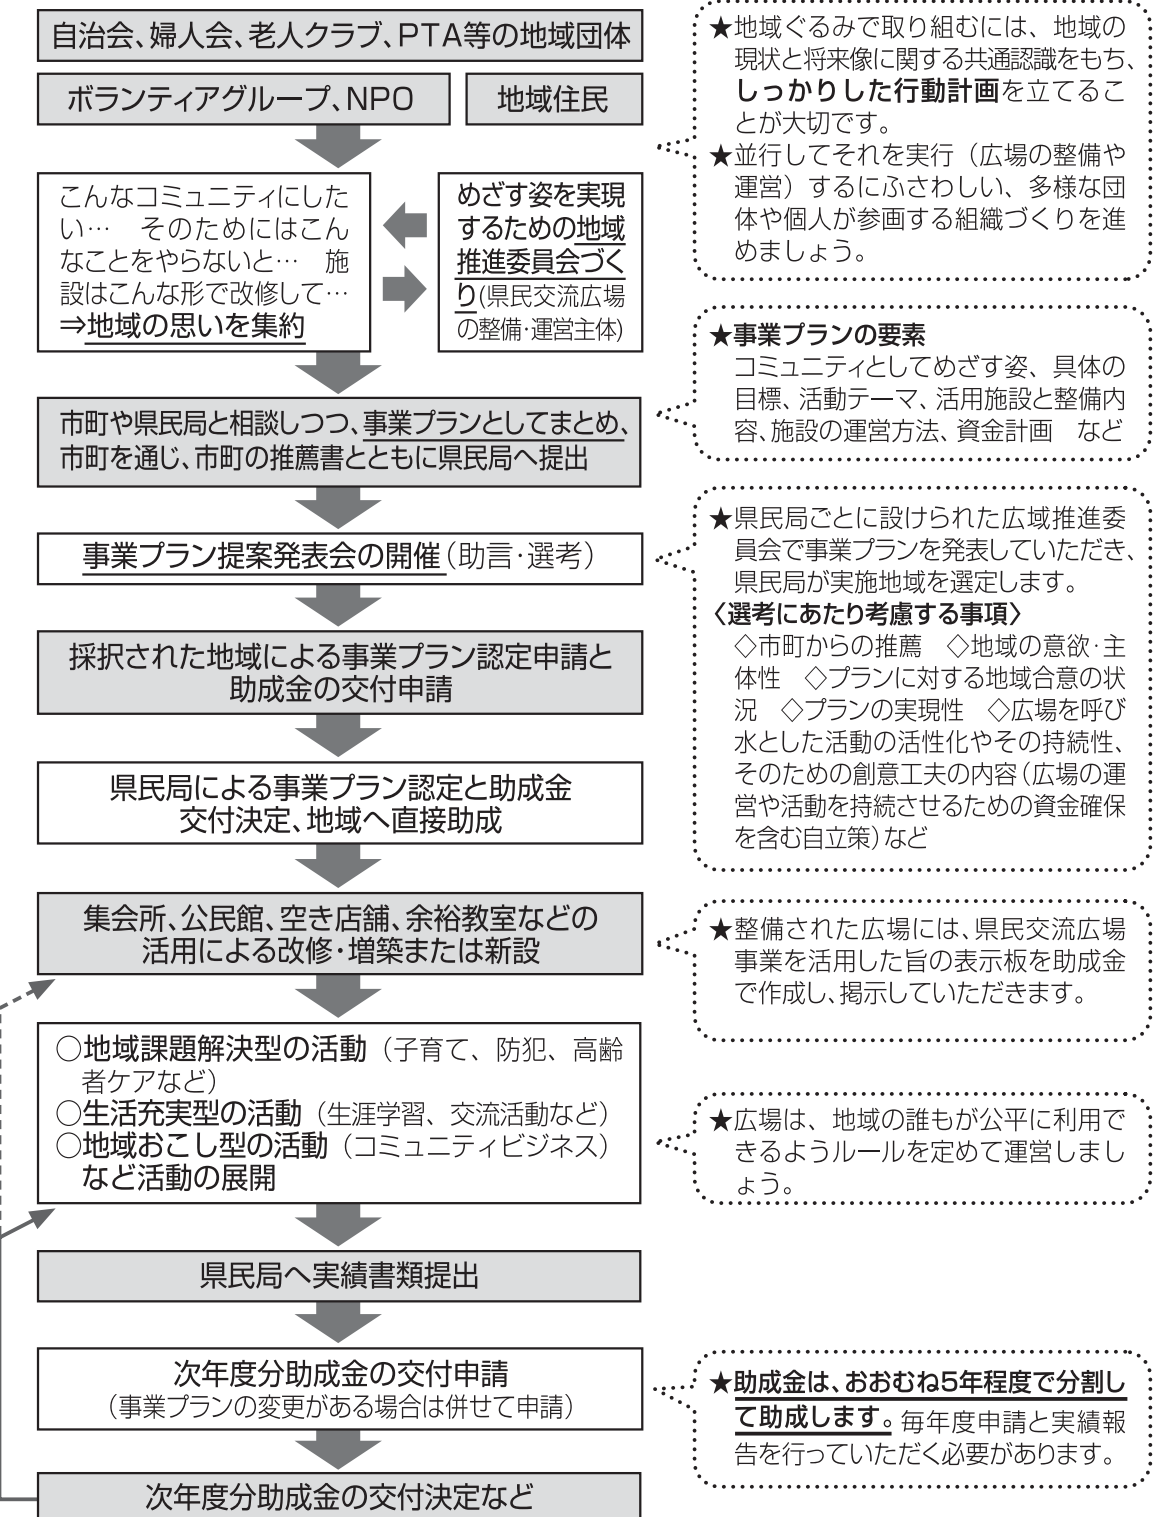 自治会、婦人会、老人クラブ、PTA等の地域団体
ボランティアグループ、NPO
地域住民
★地域ぐるみで取り組むには、地域の
現状と将来像に関する共通認識をもち、
しっかりした行動計画を立てるこ
とが大切です。
★並行してそれを実行（広場の整備や
運営）するにふさわしい、多様な団
体や個人が参画する組織づくりを進
めましょう。
こんなコミュニティにした
い…　そのためにはこん
なことをやらないと…　施
設はこんな形で改修して…
⇒地域の思いを集約
めざす姿を実現
するための地域
推進委員会づく
り(県民交流広場
の整備・運営主体)
★事業プランの要素
コミュニティとしてめざす姿、具体の
目標、活動テーマ、活用施設と整備内
容、施設の運営方法、資金計画　など
市町や県民局と相談しつつ、事業プランとしてまとめ、
市町を通じ、市町の推薦書とともに県民局へ提出
事業プラン提案発表会の開催（助言・選考）
★県民局ごとに設けられた広域推進委
員会で事業プランを発表していただき、
県民局が実施地域を選定します。
〈選考にあたり考慮する事項〉
◇市町からの推薦　◇地域の意欲・主
体性　◇プランに対する地域合意の状
況　◇プランの実現性　◇広場を呼び
水とした活動の活性化やその持続性、
そのための創意工夫の内容（広場の運
営や活動を持続させるための資金確保
を含む自立策）など
採択された地域による事業プラン認定申請と
助成金の交付申請
県民局による事業プラン認定と助成金
交付決定、地域へ直接助成
集会所、公民館、空き店舗、余裕教室などの
活用による改修・増築または新設
★整備された広場には、県民交流広場
事業を活用した旨の表示板を助成金
で作成し、掲示していただきます。
○地域課題解決型の活動（子育て、防犯、高齢
者ケアなど）
○生活充実型の活動（生涯学習、交流活動など）
○地域おこし型の活動（コミュニティビジネス）
など活動の展開
★広場は、地域の誰もが公平に利用で
きるようルールを定めて運営しまし
ょう。
県民局へ実績書類提出
次年度分助成金の交付申請
（事業プランの変更がある場合は併せて申請）
★助成金は、おおむね5年程度で分割し
て助成します。毎年度申請と実績報
告を行っていただく必要があります。
次年度分助成金の交付決定など